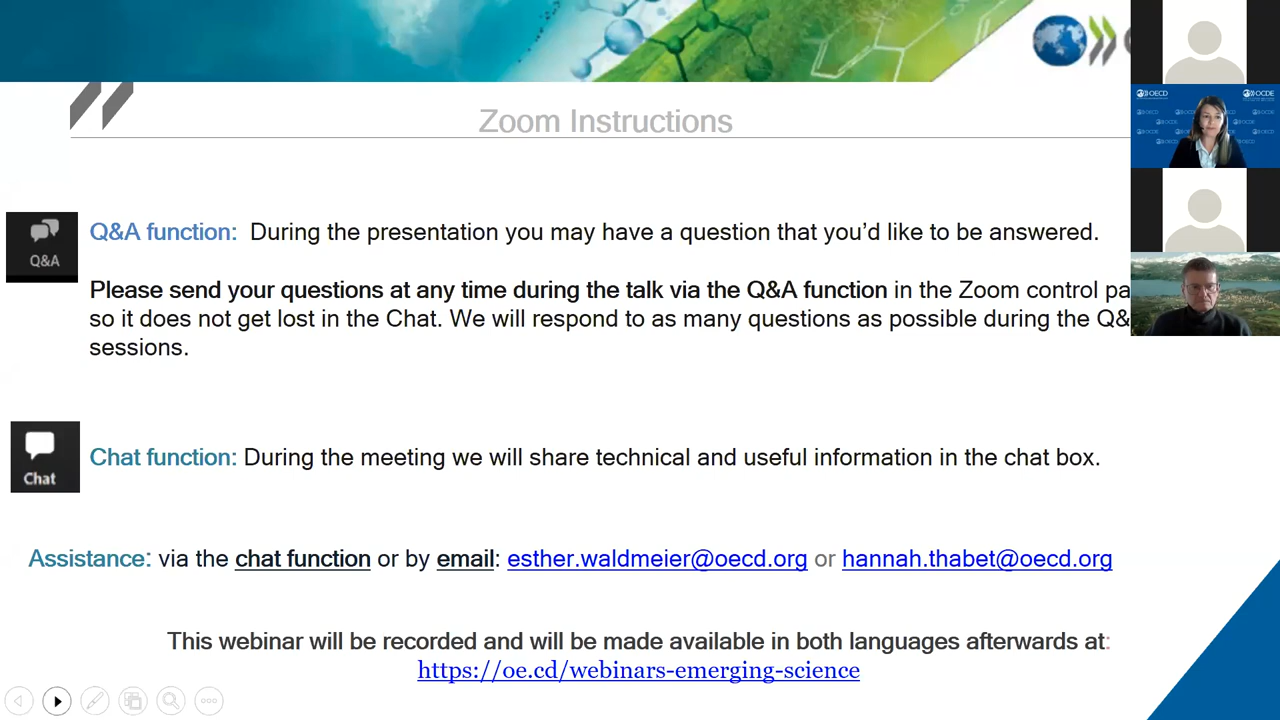 Zoom Instructions
Q&A
Q&A function: During the presentation you may have a question that you'd like to be answered.
Please send your questions at any time during the talk via the Q&A function in the Zoom control pa
so it does not get lost in the Chat. We will respond to as many questions as possible during the Q&
sessions.
Chat
Chat function: During the meeting we will share technical and useful information in the chat box.
Assistance: via the chat function or by email: esther.waldmeier@oecd.org or hannah.thabet@oecd.org
This webinar will be recorded and will be made available in both languages afterwards at:
https://oe.cd/webinars-emerging-science
OECD
OCDE